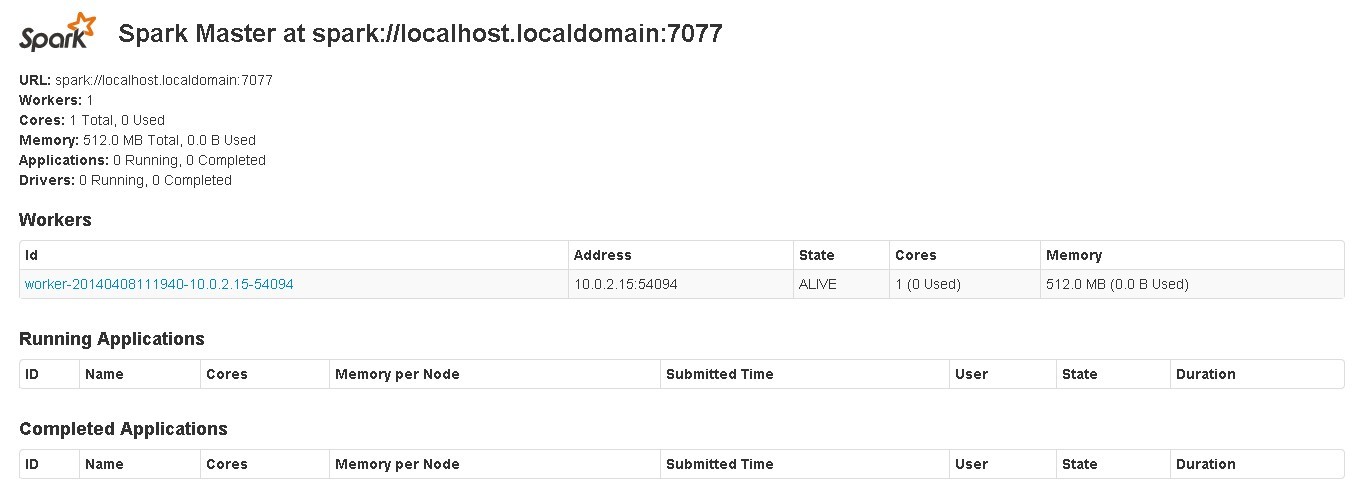 Spark Spark Master at spark://localhost.localdomain:7077
URL: spark://localhost.localdomain:7077
Workers: 1
Cores: 1 Total, 0 Used
Memory: 512.0 MB Total, 0.0 B Used
Applications: 0 Running, 0 Completed
Drivers: 0 Running, 0 Completed
Workers
Id Address State Cores Memory
worker-20140408111940-10.0.2.15-54094 10.0.2.15:54094 ALIVE 1 (0 Used) 512.0 MB (0.0 B Used)
Running Applications
ID Name Cores Memory per Node Submitted Time User State Duration
Completed Applications
ID Name Cores Memory per Node Submitted Time User State Duration